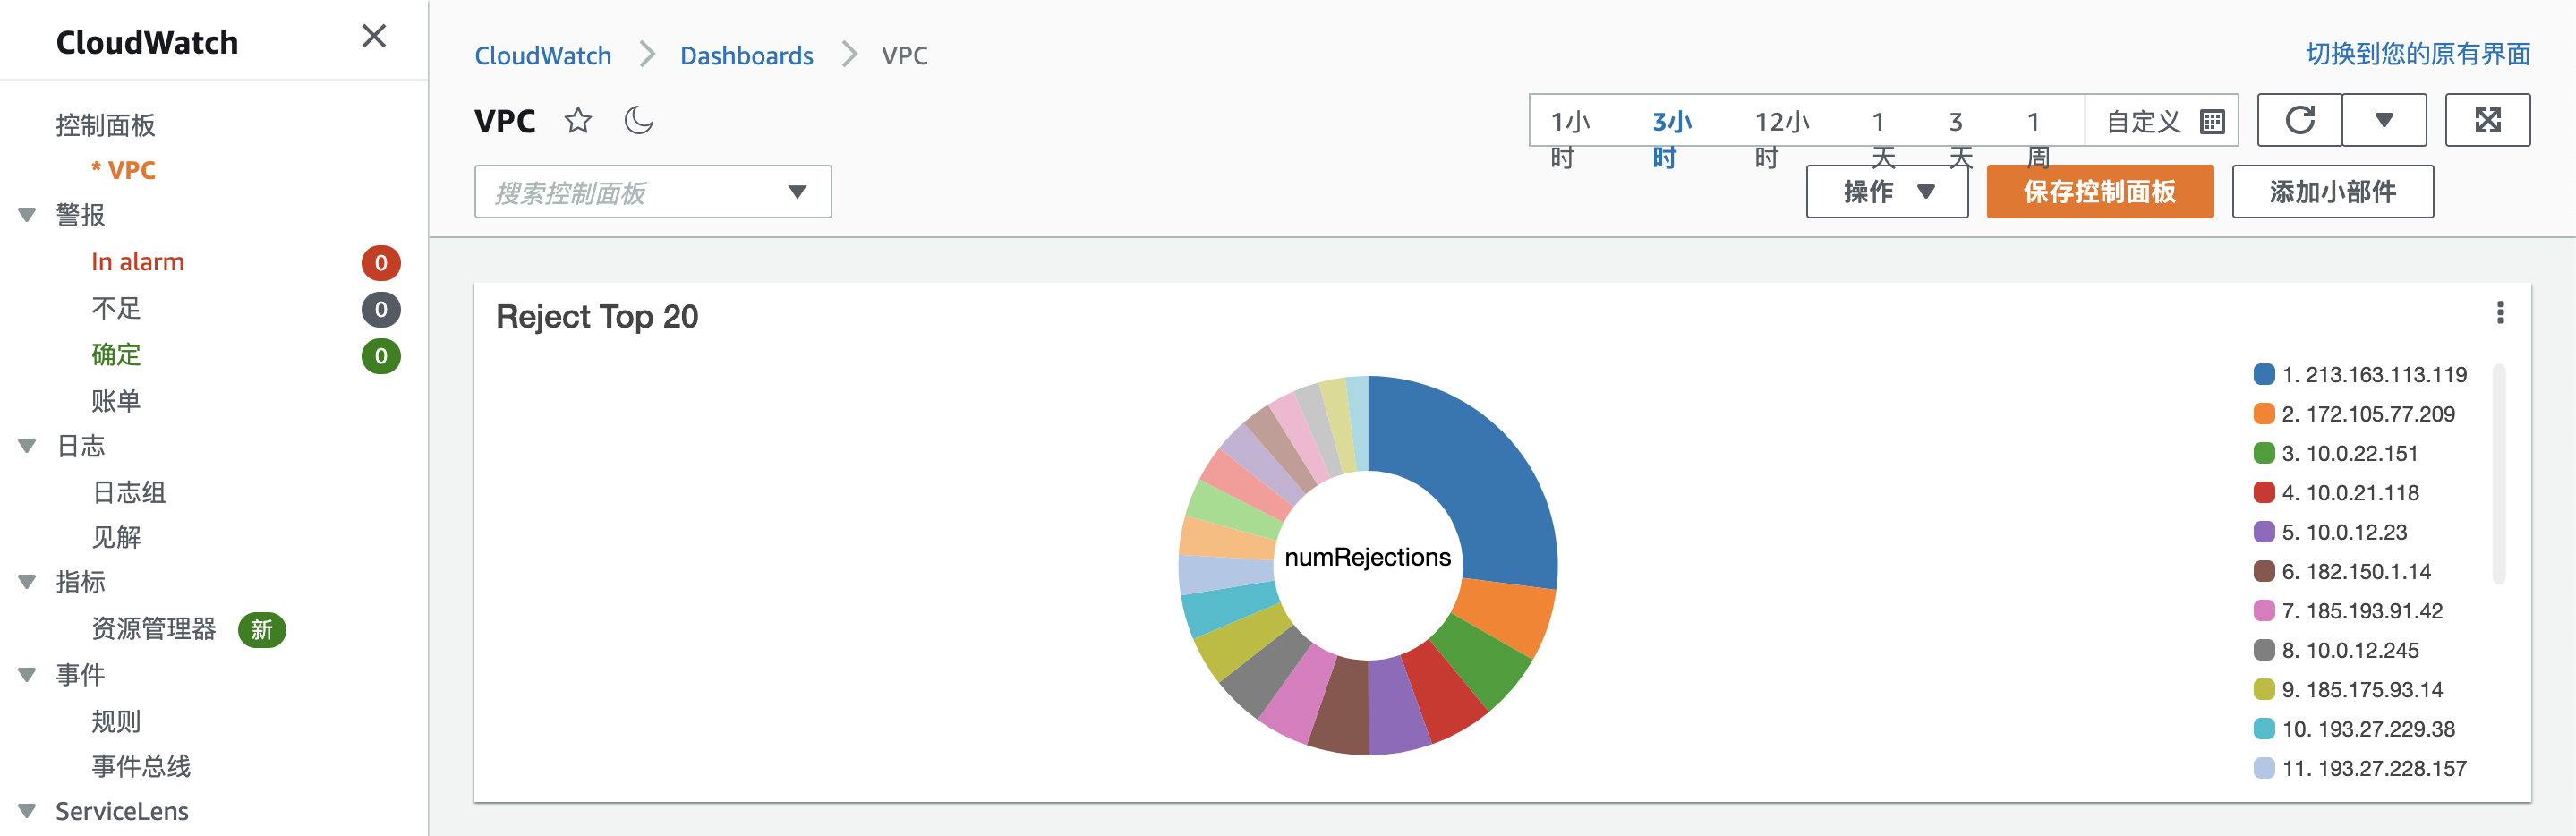 CloudWatch
控制面板
* VPC
警报
In alarm 0
不足 0
确定 0
账单
日志
日志组
见解
指标
资源管理器 新
事件
规则
事件总线
ServiceLens
CloudWatch Dashboards VPC
切换到您的原有界面
VPC
1小时 3小时 12小时 1天 3天 1周 自定义
搜索控制面板
操作 保存控制面板 添加小部件
Reject Top 20
numRejections
1. 213.163.113.119
2. 172.105.77.209
3. 10.0.22.151
4. 10.0.21.118
5. 10.0.12.23
6. 182.150.1.14
7. 185.193.91.42
8. 10.0.12.245
9. 185.175.93.14
10. 193.27.229.38
11. 193.27.228.157